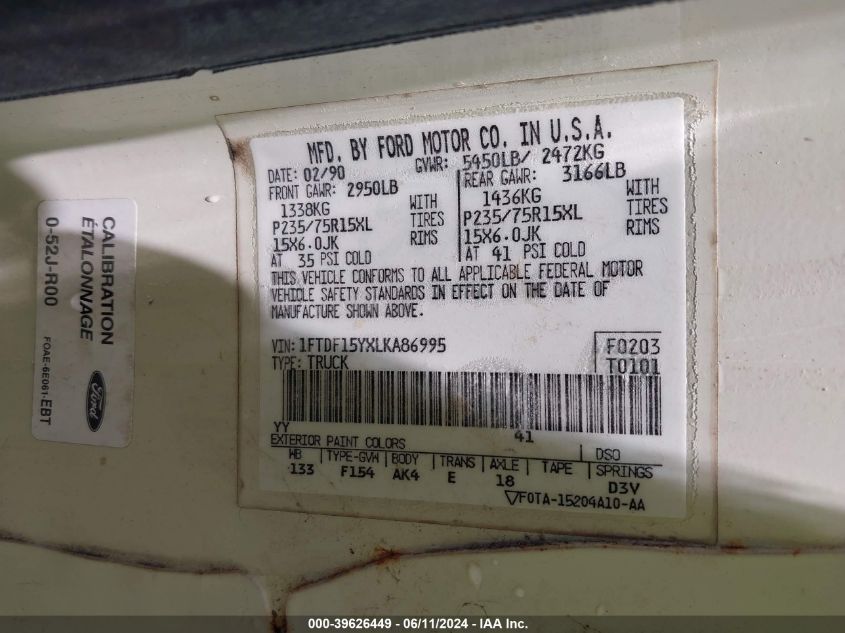 MFD. BY FORD MOTOR CO. IN U.S.A.
DATE: 02/90 GVWR: 5450LB/ 2472KG
FRONT GAWR: 2950LB REAR GAWR: 3166LB
1338KG WITH 1436KG WITH
P235/75R15XL TIRES P235/75R15XL TIRES
15X6.0JK RIMS 15X6.0JK RIMS
AT 35 PSI COLD AT 41 PSI COLD
THIS VEHICLE CONFORMS TO ALL APPLICABLE FEDERAL MOTOR
VEHICLE SAFETY STANDARDS IN EFFECT ON THE DATE OF
MANUFACTURE SHOWN ABOVE.
VIN: 1FTDF15YXLKA86995 F0203
TYPE: TRUCK T0101
YY 41
EXTERIOR PAINT COLORS DSO
WB TYPE-GVW BODY TRANS AXLE TAPE SPRINGS
133 F154 AK4 E 18 D3V
F0TA-15204A10-AA
CALIBRATION
ÉTALONNAGE
0-52J-R00
FOAE-6E061-EBT
Ford
000-39626449 - 06/11/2024 - IAA Inc.